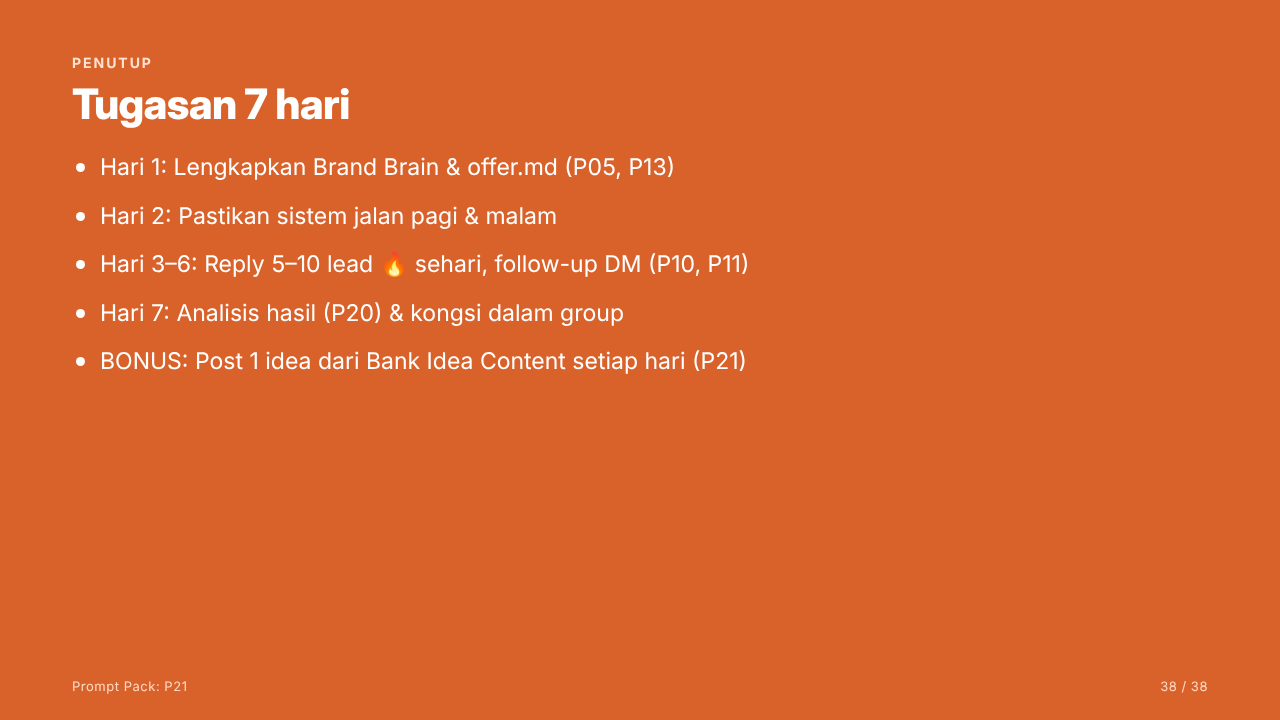 PENUTUP
Tugasan 7 hari
• Hari 1: Lengkapkan Brand Brain & offer.md (P05, P13)
• Hari 2: Pastikan sistem jalan pagi & malam
• Hari 3–6: Reply 5–10 lead 🔥 sehari, follow-up DM (P10, P11)
• Hari 7: Analisis hasil (P20) & kongsi dalam group
• BONUS: Post 1 idea dari Bank Idea Content setiap hari (P21)
Prompt Pack: P21
38 / 38